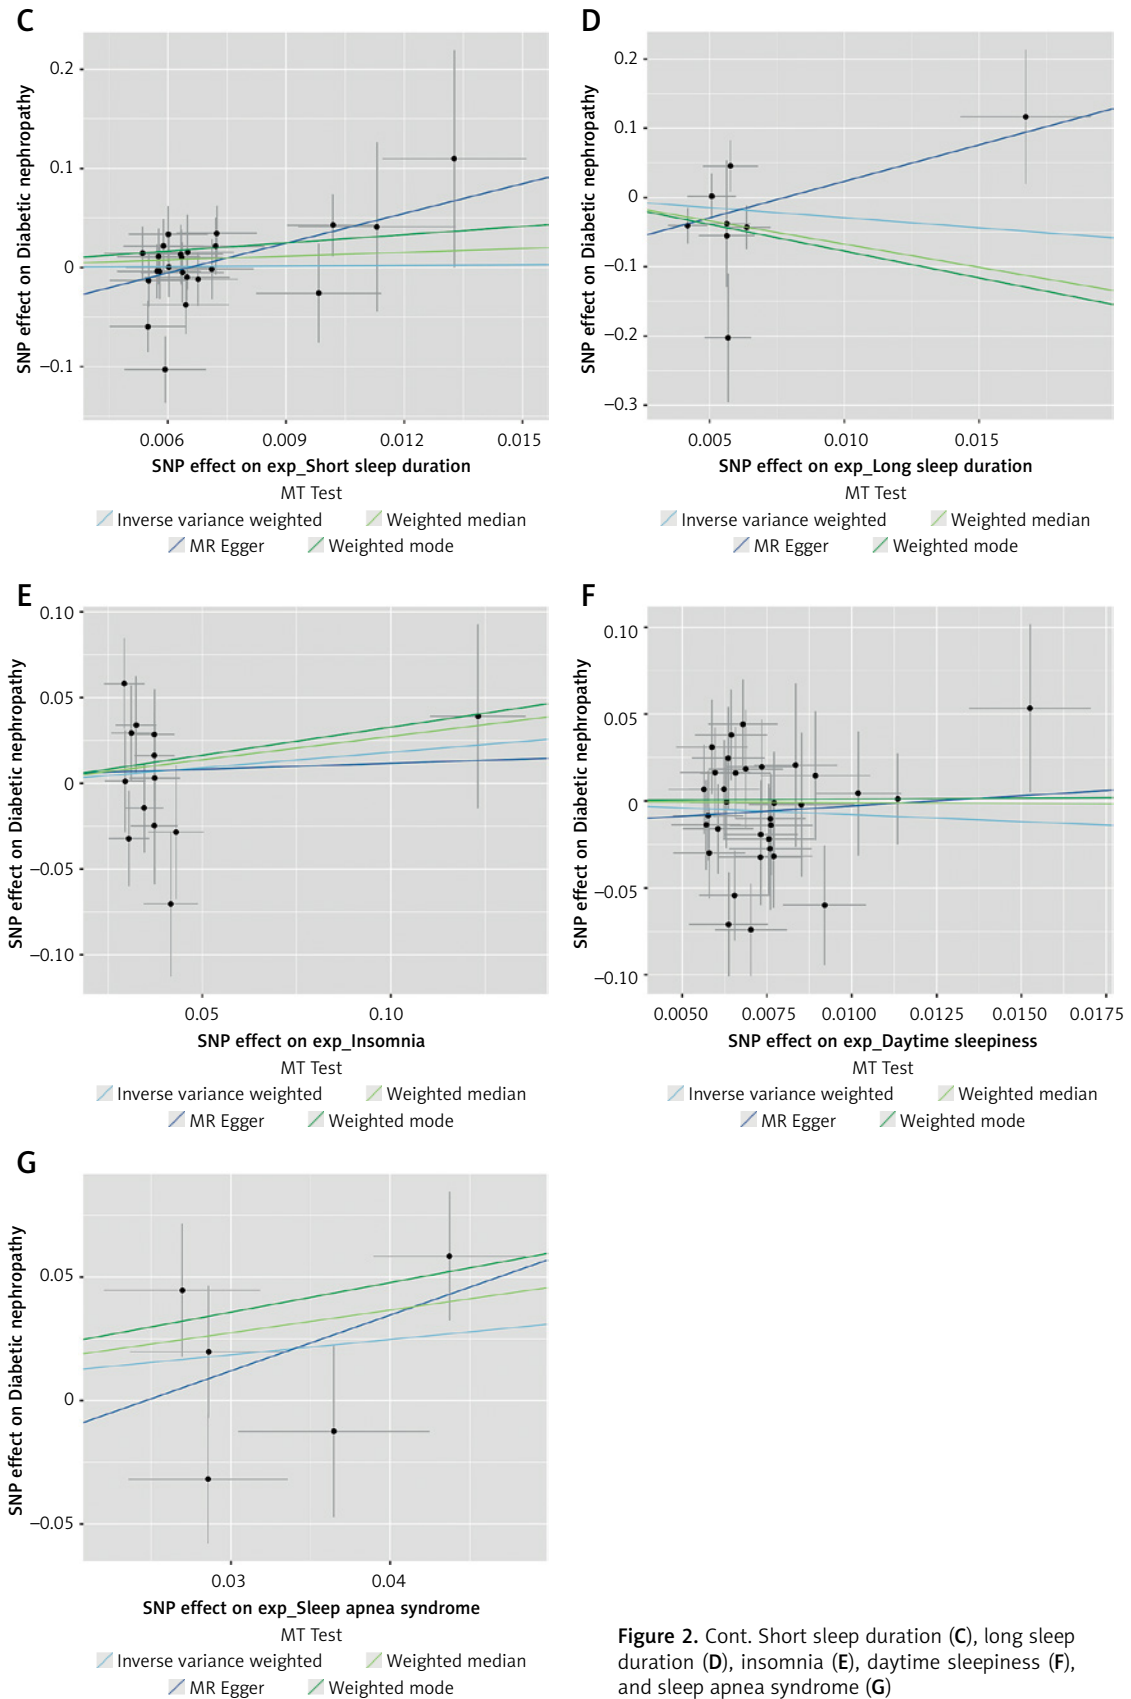 C
SNP effect on Diabetic nephropathy
0.2
0.1
0
−0.1
0.006 0.009 0.012 0.015
SNP effect on exp_Short sleep duration
MT Test
Inverse variance weighted Weighted median
MR Egger Weighted mode
D
SNP effect on Diabetic nephropathy
0.2
0.1
0
−0.1
−0.2
−0.3
0.005 0.010 0.015
SNP effect on exp_Long sleep duration
MT Test
Inverse variance weighted Weighted median
MR Egger Weighted mode
E
SNP effect on Diabetic nephropathy
0.10
0.05
0
−0.05
−0.10
0.05 0.10
SNP effect on exp_Insomnia
MT Test
Inverse variance weighted Weighted median
MR Egger Weighted mode
F
SNP effect on Diabetic nephropathy
0.10
0.05
0
−0.05
−0.10
0.0050 0.0075 0.0100 0.0125 0.0150 0.0175
SNP effect on exp_Daytime sleepiness
MT Test
Inverse variance weighted Weighted median
MR Egger Weighted mode
G
SNP effect on Diabetic nephropathy
0.05
0
−0.05
0.03 0.04
SNP effect on exp_Sleep apnea syndrome
MT Test
Inverse variance weighted Weighted median
MR Egger Weighted mode
Figure 2. Cont. Short sleep duration (C), long sleep
duration (D), insomnia (E), daytime sleepiness (F),
and sleep apnea syndrome (G)